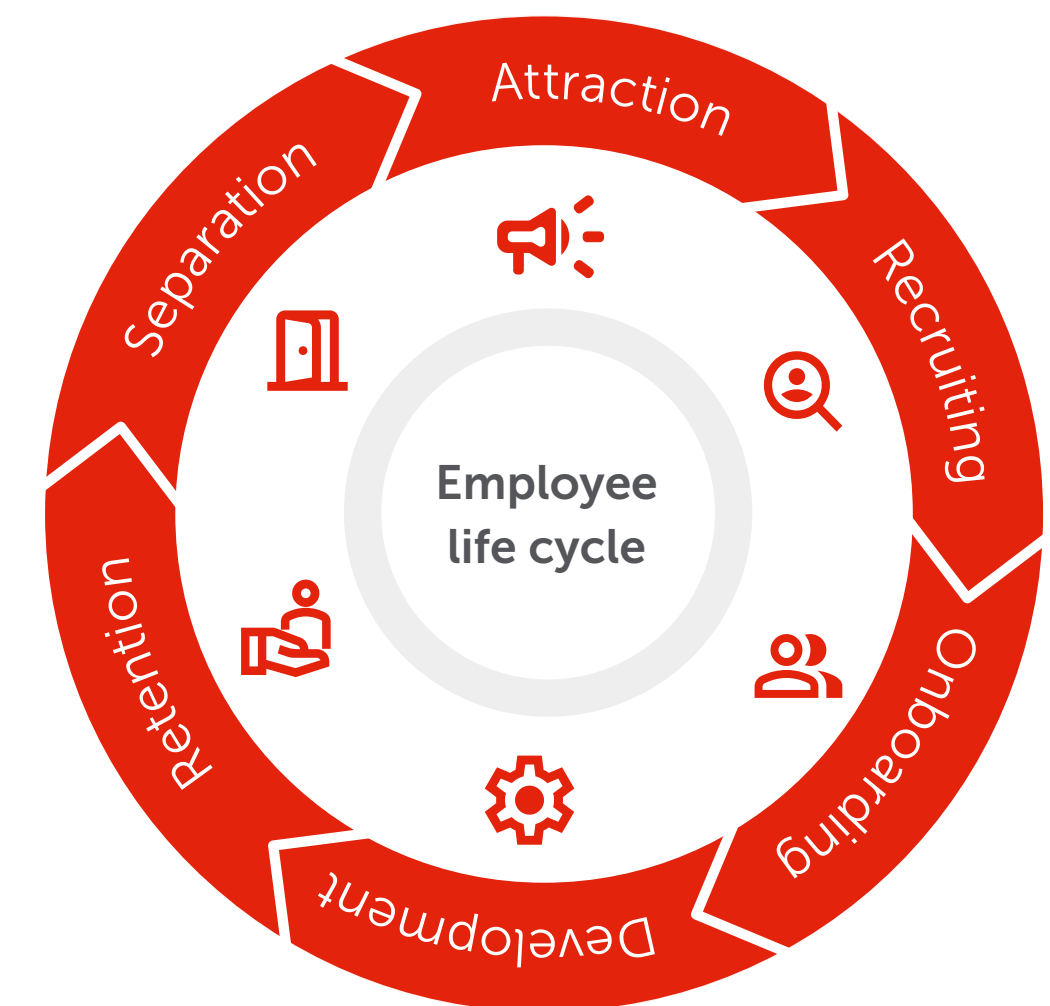 Attraction
Recruiting
Onboarding
Development
Retention
Separation
Employee
life cycle